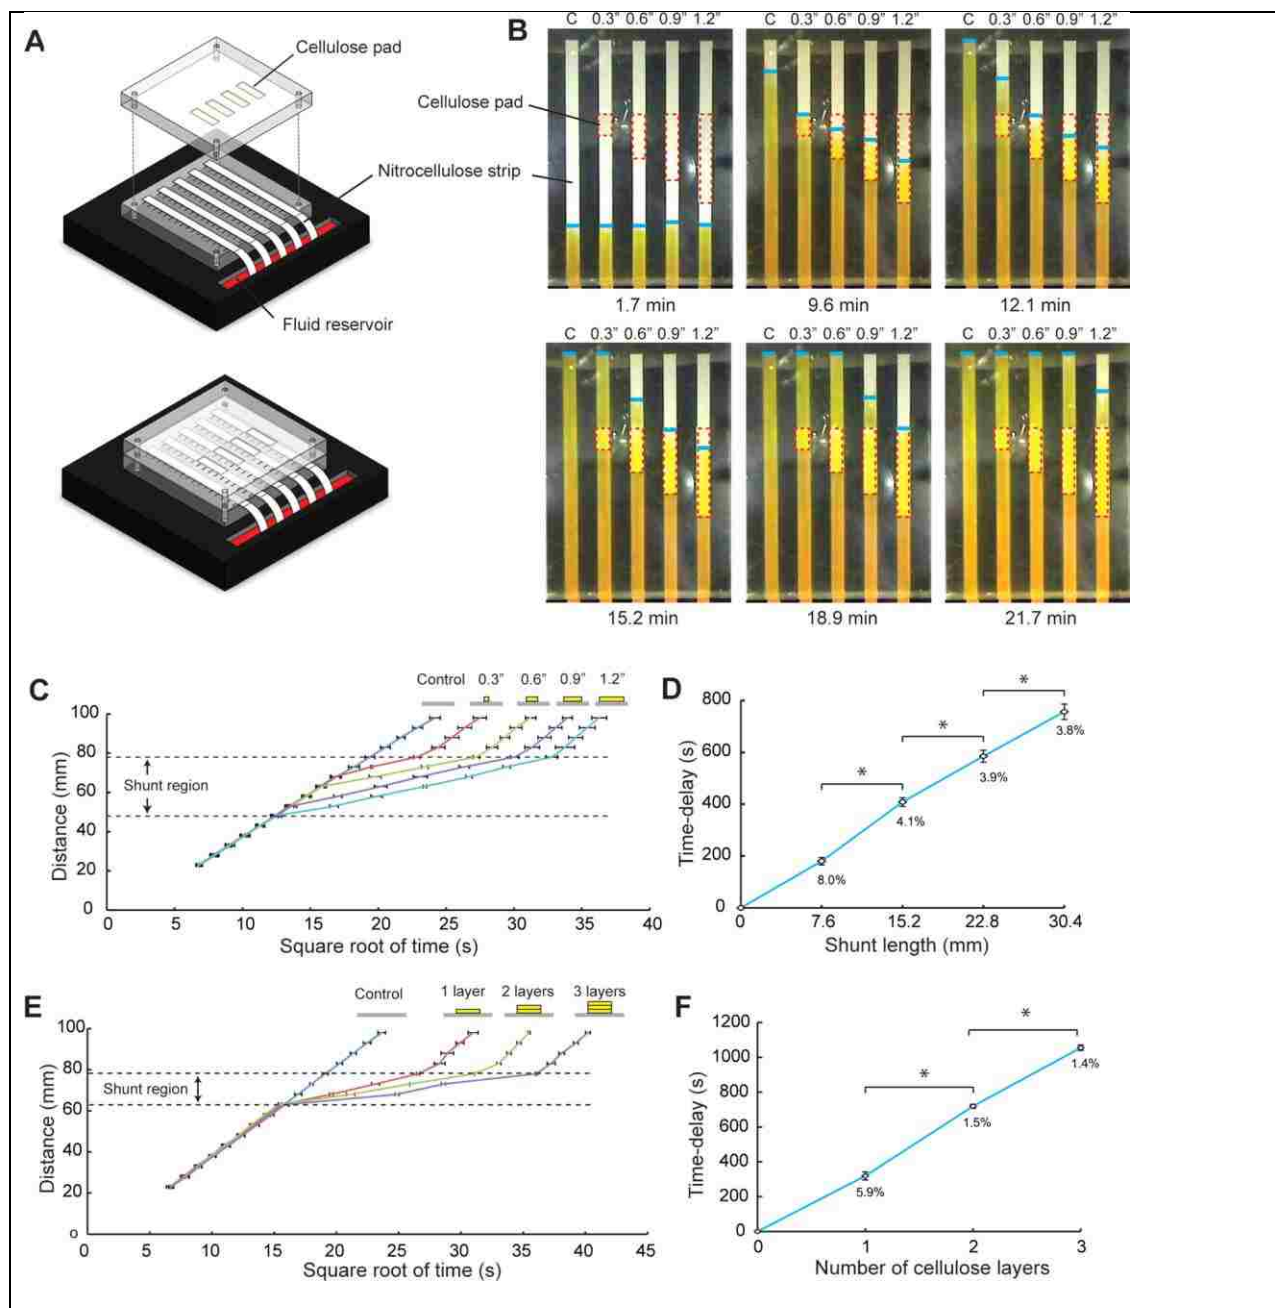 A
Cellulose pad
Fluid reservoir
B
Cellulose pad
Nitrocellulose strip
C 0.3" 0.6" 0.9" 1.2"
C 0.3" 0.6" 0.9" 1.2"
C 0.3" 0.6" 0.9" 1.2"
1.7 min
9.6 min
12.1 min
C 0.3" 0.6" 0.9" 1.2"
C 0.3" 0.6" 0.9" 1.2"
C 0.3" 0.6" 0.9" 1.2"
15.2 min
18.9 min
21.7 min
C
Control 0.3" 0.6" 0.9" 1.2"
Distance (mm)
100
80
60
40
20
0
Shunt region
0 5 10 15 20 25 30 35 40
Square root of time (s)
D
Time-delay (s)
800
600
400
200
0
*
*
*
8.0%
4.1%
3.9%
3.8%
0 7.6 15.2 22.8 30.4
Shunt length (mm)
E
Control 1 layer 2 layers 3 layers
Distance (mm)
100
80
60
40
20
0
Shunt region
0 5 10 15 20 25 30 35 40 45
Square root of time (s)
F
Time-delay (s)
1200
1000
800
600
400
200
0
*
*
5.9%
1.5%
1.4%
0 1 2 3
Number of cellulose layers